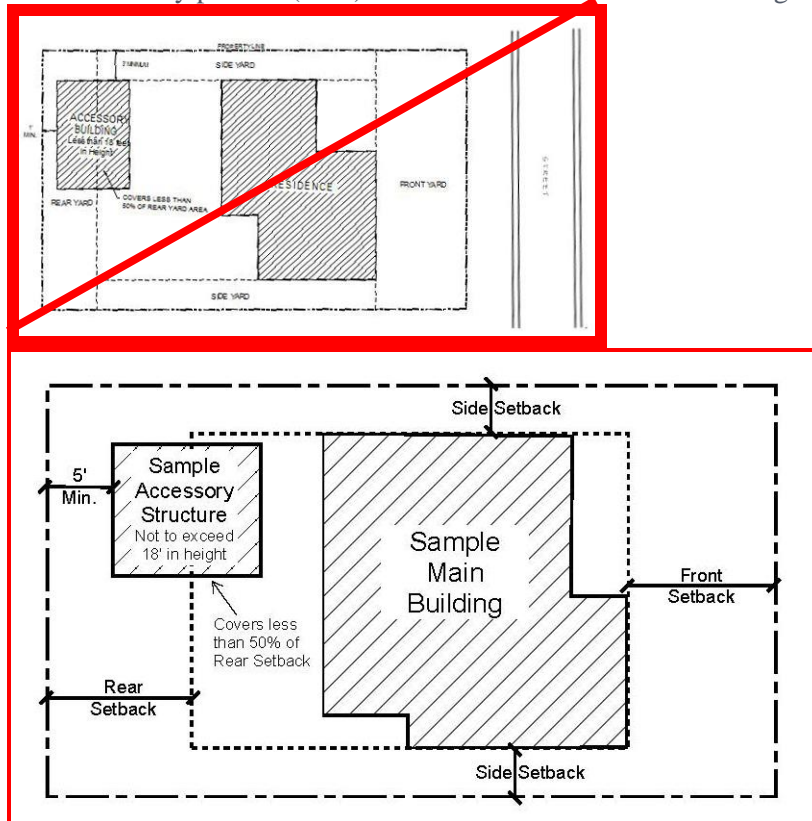 PROPERTY LINE
SIDE YARD
ACCESSORY
BUILDING
Less than 18 feet
in Height
MIN.
COVERS LESS THAN
50% OF REAR YARD AREA
REAR YARD
RESIDENCE
FRONT YARD
STREET
SIDE YARD
Side Setback
5'
Min.
Sample
Accessory
Structure
Not to exceed
18' in height
Sample
Main
Building
Front
Setback
Covers less
than 50% of
Rear Setback
Rear
Setback
Side Setback